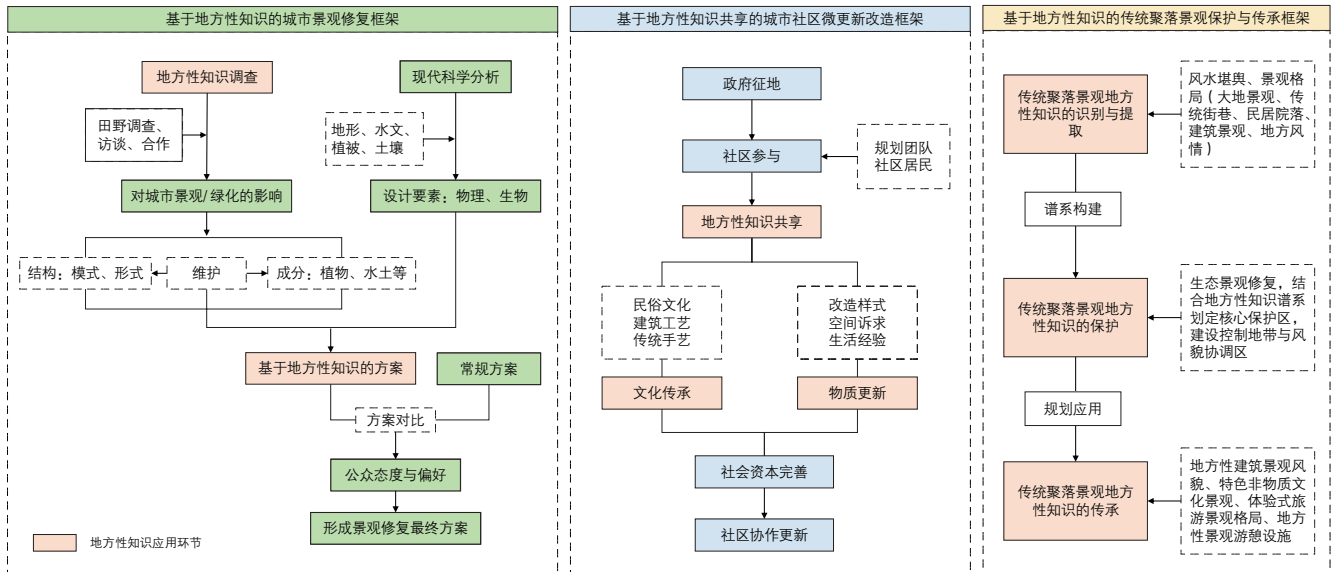 基于地方性知识的城市景观修复框架
地方性知识调查
现代科学分析
田野调查、
访谈、合作
地形、水文、
植被、土壤
对城市景观/绿化的影响
设计要素：物理、生物
结构：模式、形式
维护
成分：植物、水土等
基于地方性知识的方案
常规方案
方案对比
公众态度与偏好
形成景观修复最终方案
地方性知识应用环节
基于地方性知识共享的城市社区微更新改造框架
政府征地
社区参与
规划团队
社区居民
地方性知识共享
民俗文化
建筑工艺
传统手艺
改造样式
空间诉求
生活经验
文化传承
物质更新
社会资本完善
社区协作更新
基于地方性知识的传统聚落景观保护与传承框架
传统聚落景观地方
性知识的识别与提
取
风水堪舆、景观格
局（大地景观、传
统街巷、民居院落、
建筑景观、地方风
情）
谱系构建
传统聚落景观地方
性知识的保护
生态景观修复，结
合地方性知识谱系
划定核心保护区，
建设控制地带与风
貌协调区
规划应用
传统聚落景观地方
性知识的传承
地方性建筑景观风
貌、特色非物质文
化景观、体验式旅
游景观格局、地方
性景观游憩设施